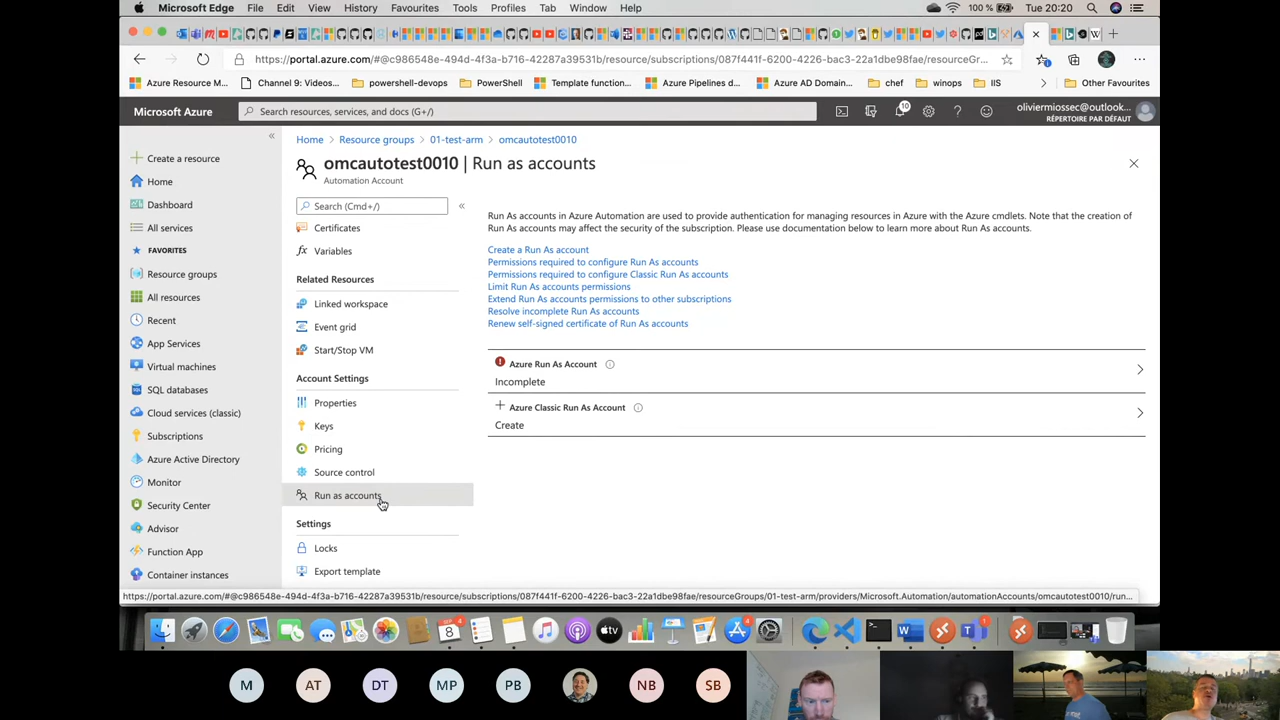 Microsoft Edge File Edit View History Favourites Tools Profiles Tab Window Help 100 % Tue 20:20
https://portal.azure.com/#@c986548e-494d-4f3a-b716-42287a39531b/resource/subscriptions/087f441f-6200-4226-bac3-22a1dbe98fae/resourceGr...
Azure Resource M... Channel 9: Videos... powershell-devops PowerShell Template function... Azure Pipelines d... Azure AD Domain... chef winops IIS Other Favourites
Microsoft Azure
Search resources, services, and docs (G+/)
10
oliviermiossec@outlook...
RÉPERTOIRE PAR DÉFAUT
Create a resource
Home
Dashboard
All services
FAVORITES
Resource groups
All resources
Recent
App Services
Virtual machines
SQL databases
Cloud services (classic)
Subscriptions
Azure Active Directory
Monitor
Security Center
Advisor
Function App
Container instances
Home > Resource groups > 01-test-arm > omcautotest0010
omcautotest0010 | Run as accounts
Automation Account
Search (Cmd+/)
Certificates
Variables
Related Resources
Linked workspace
Event grid
Start/Stop VM
Account Settings
Properties
Keys
Pricing
Source control
Run as accounts
Settings
Locks
Export template
Run As accounts in Azure Automation are used to provide authentication for managing resources in Azure with the Azure cmdlets. Note that the creation of
Run As accounts may affect the security of the subscription. Please use documentation below to learn more about Run As accounts.
Create a Run As account
Permissions required to configure Run As accounts
Permissions required to configure Classic Run As accounts
Limit Run As accounts permissions
Extend Run As accounts permissions to other subscriptions
Resolve incomplete Run As accounts
Renew self-signed certificate of Run As accounts
Azure Run As Account
Incomplete
Azure Classic Run As Account
Create
https://portal.azure.com/#@c986548e-494d-4f3a-b716-42287a39531b/resource/subscriptions/087f441f-6200-4226-bac3-22a1dbe98fae/resourceGroups/01-test-arm/providers/Microsoft.Automation/automationAccounts/omcautotest0010/run...
M AT DT MP PB NB SB